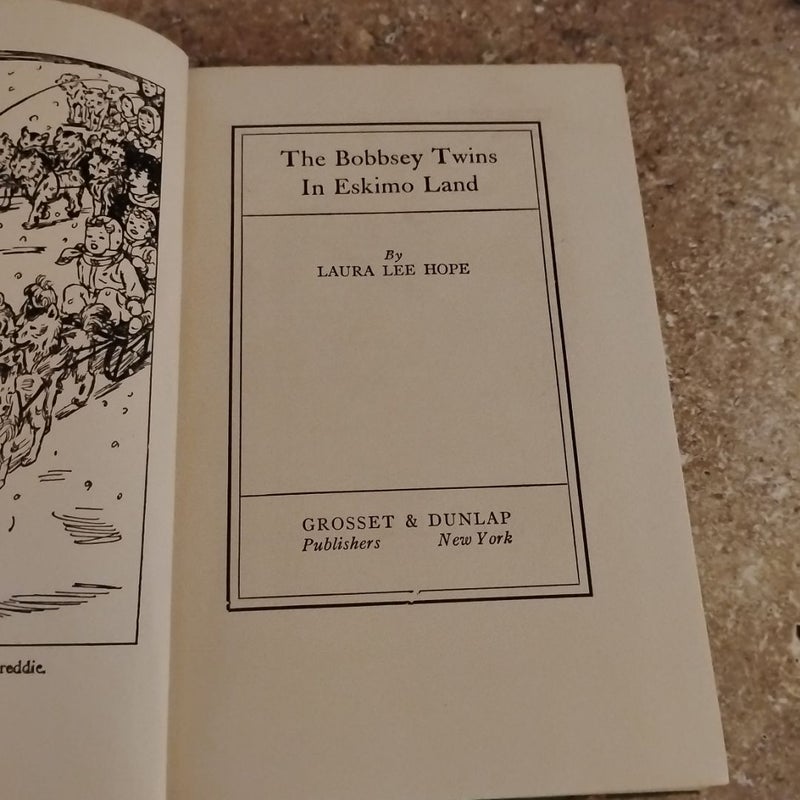 The Bobbsey Twins
In Eskimo Land
By
LAURA LEE HOPE
GROSSET & DUNLAP
Publishers New York
reddie.